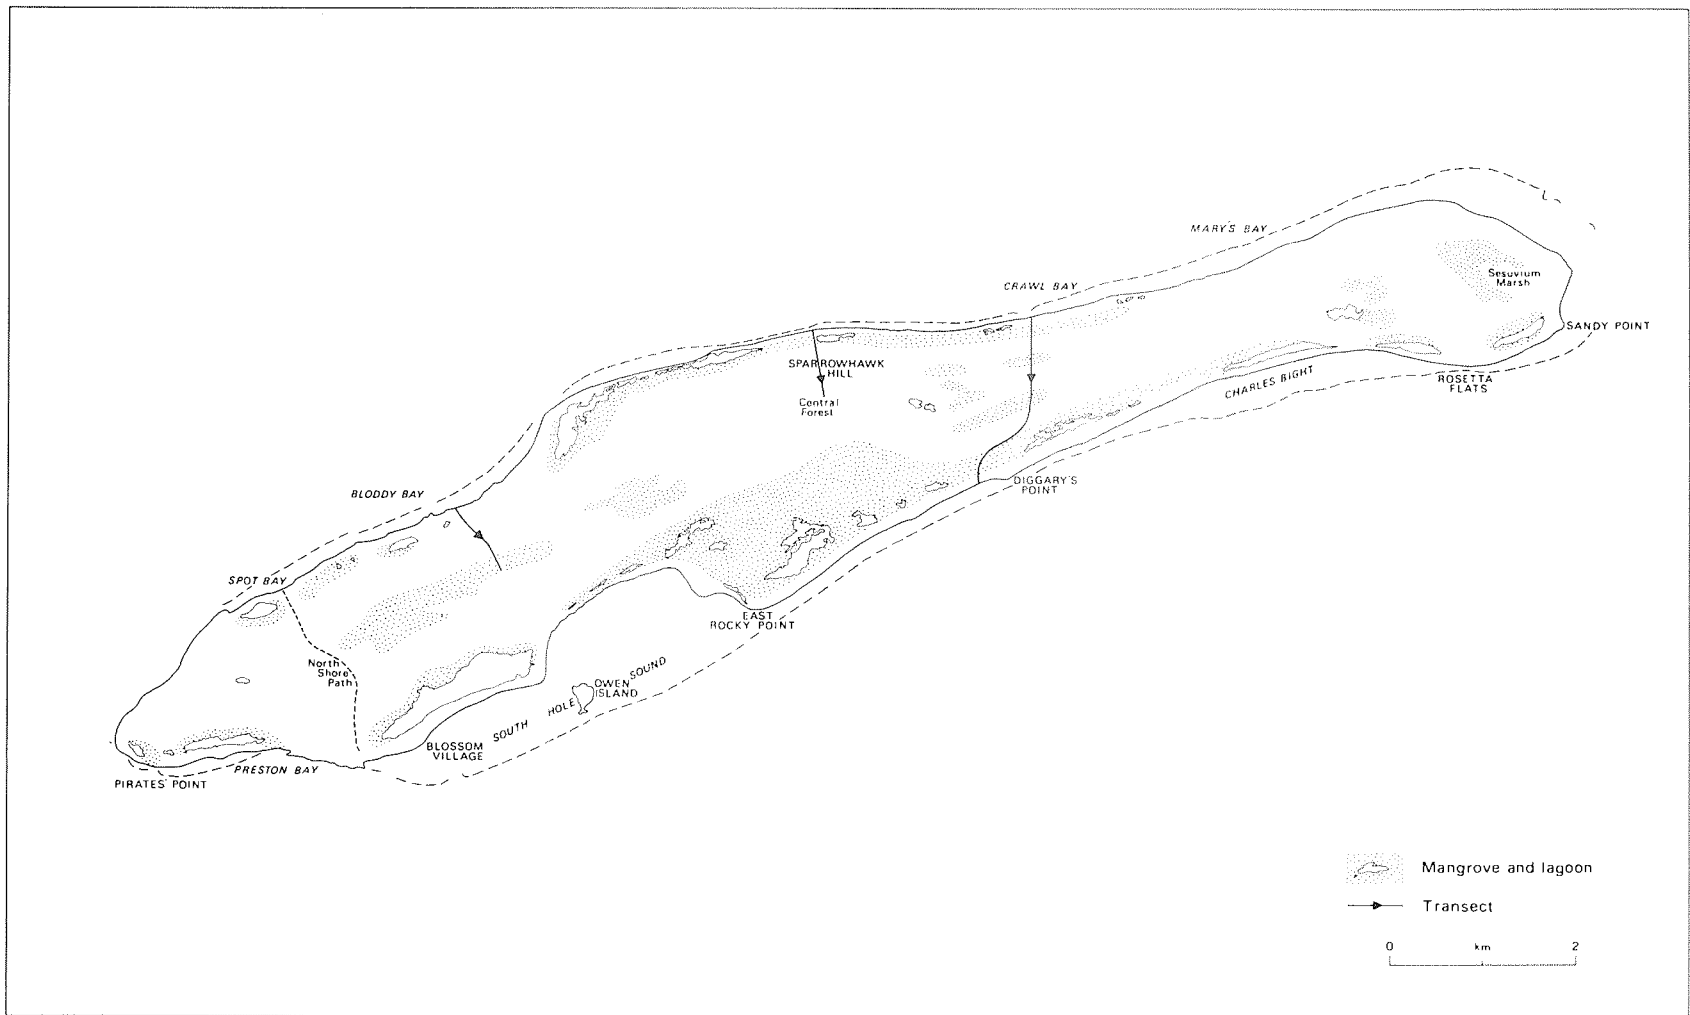 MARY'S BAY
Sesuvium
Marsh
CRAWL BAY
SANDY POINT
SPARROWHAWK
HILL
Central
Forest
CHARLES BIGHT
ROSETTA
FLATS
BLODDY BAY
DIGGARY'S
POINT
SPOT BAY
EAST
ROCKY POINT
North
Shore
Path
OWEN
ISLAND
SOUTH HOLE SOUND
BLOSSOM
VILLAGE
PRESTON BAY
PIRATES' POINT
Mangrove and lagoon
Transect
0 km 2